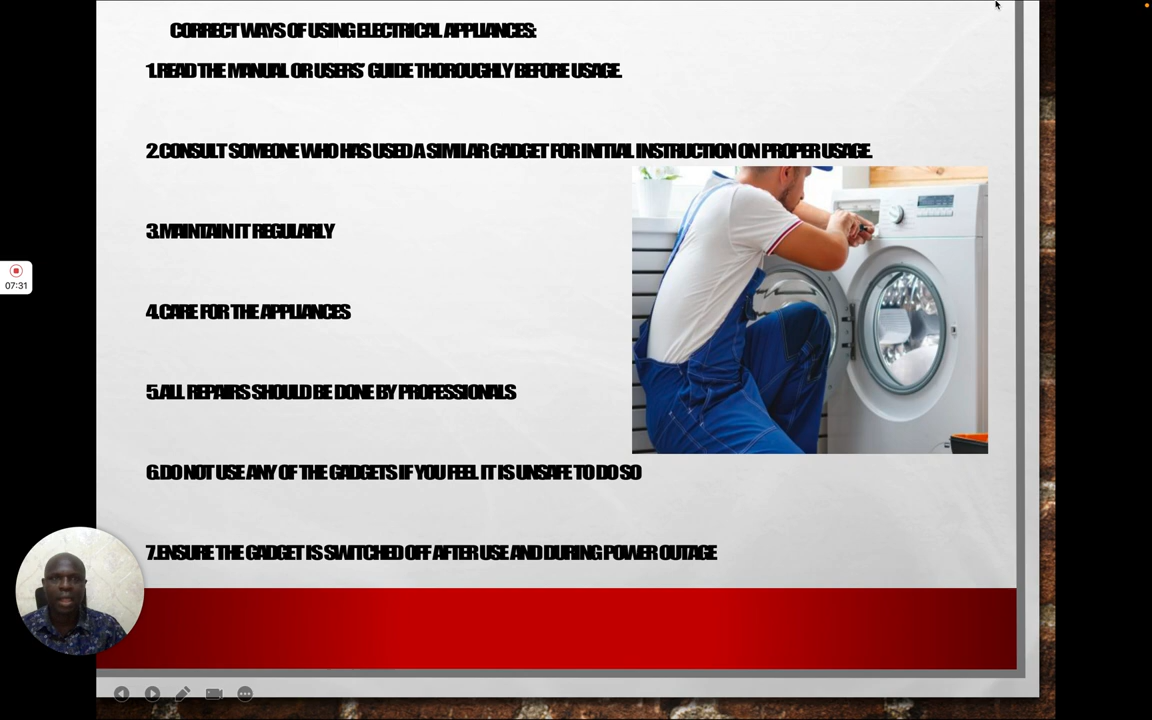 CORRECT WAYS OF USING ELECTRICAL APPLIANCES:
1.READ THE MANUAL OR USERS’ GUIDE THOROUGHLY BEFORE USAGE.
2.CONSULT SOMEONE WHO HAS USED A SIMILAR GADGET FOR INITIAL INSTRUCTION ON PROPER USAGE.
3.MAINTAIN IT REGULARLY
4.CARE FOR THE APPLIANCES
5.ALL REPAIRS SHOULD BE DONE BY PROFESSIONALS
6.DO NOT USE ANY OF THE GADGETS IF YOU FEEL IT IS UNSAFE TO DO SO
7.ENSURE THE GADGET IS SWITCHED OFF AFTER USE AND DURING POWER OUTAGE
07:31